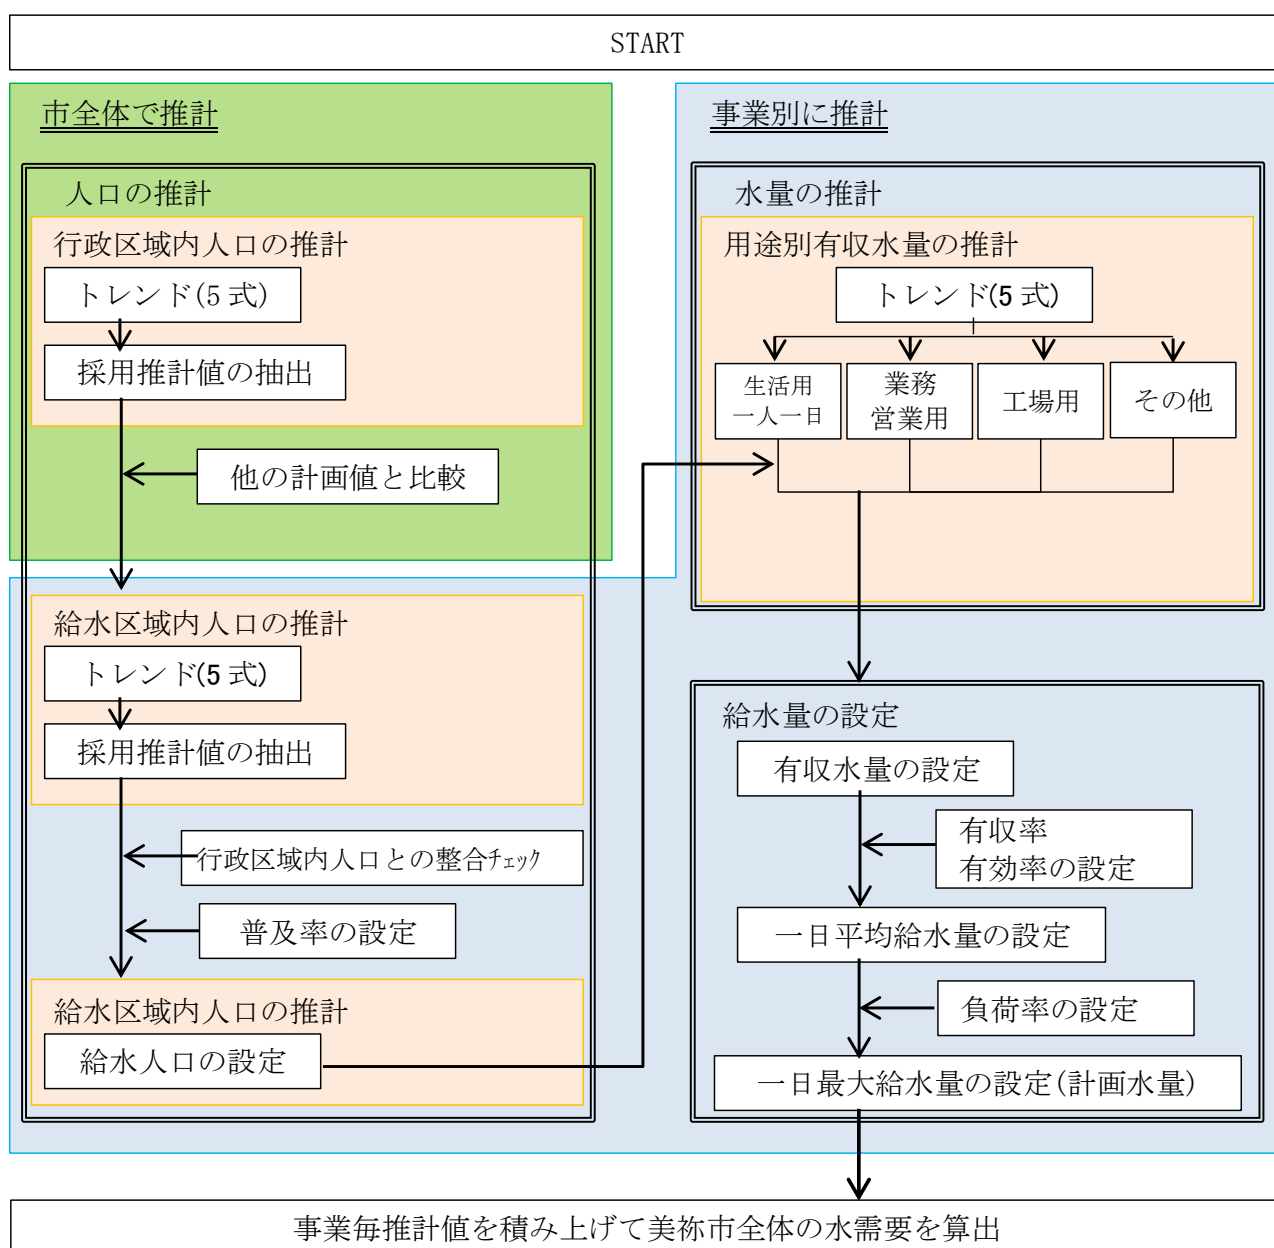 START
市全体で推計
人口の推計
行政区域内人口の推計
トレンド(5 式)
採用推計値の抽出
他の計画値と比較
給水区域内人口の推計
トレンド(5 式)
採用推計値の抽出
行政区域内人口との整合ﾁｪｯｸ
普及率の設定
給水区域内人口の推計
給水人口の設定
事業別に推計
水量の推計
用途別有収水量の推計
トレンド(5 式)
生活用
一人一日
業務
営業用
工場用
その他
給水量の設定
有収水量の設定
有収率
有効率の設定
一日平均給水量の設定
負荷率の設定
一日最大給水量の設定(計画水量)
事業毎推計値を積み上げて美祢市全体の水需要を算出